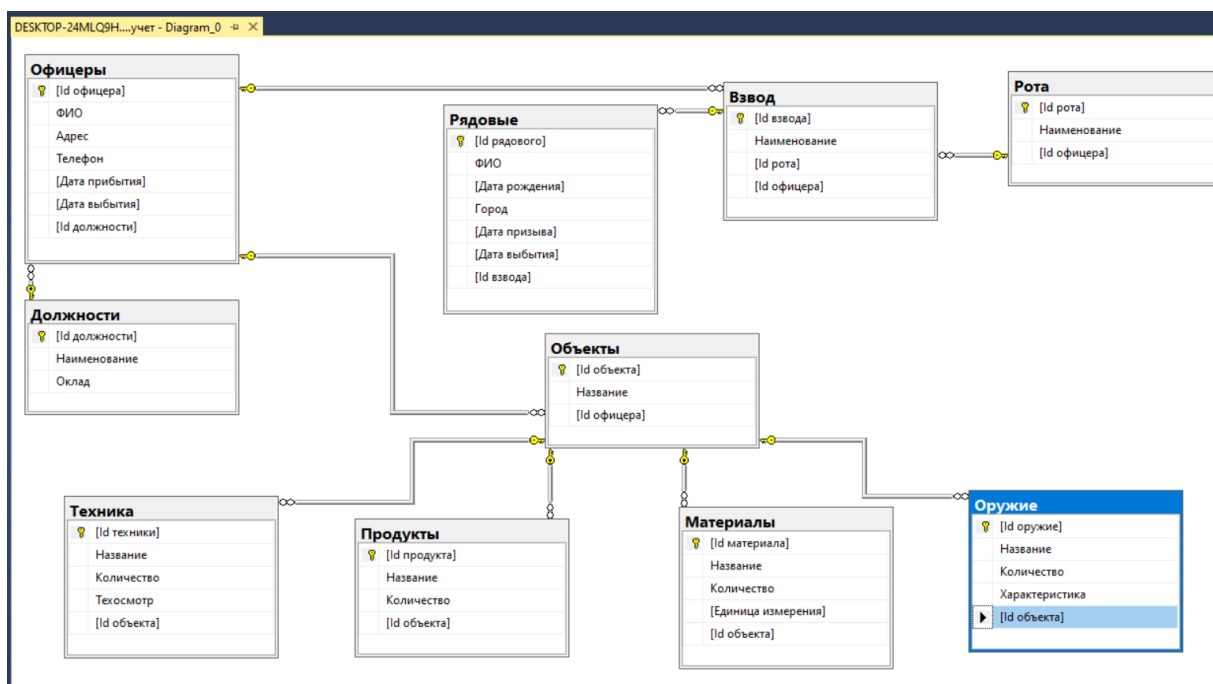 DESKTOP-24MLQ9H....учет - Diagram_0
Офицеры
[Id офицера]
ФИО
Адрес
Телефон
[Дата прибытия]
[Дата выбытия]
[Id должности]
Должности
[Id должности]
Наименование
Оклад
Рядовые
[Id рядового]
ФИО
[Дата рождения]
Город
[Дата призыва]
[Дата выбытия]
[Id взвода]
Взвод
[Id взвода]
Наименование
[Id рота]
[Id офицера]
Рота
[Id рота]
Наименование
[Id офицера]
Объекты
[Id объекта]
Название
[Id офицера]
Техника
[Id техники]
Название
Количество
Техосмотр
[Id объекта]
Продукты
[Id продукта]
Название
Количество
[Id объекта]
Материалы
[Id материала]
Название
Количество
[Единица измерения]
[Id объекта]
Оружие
[Id оружие]
Название
Количество
Характеристика
[Id объекта]